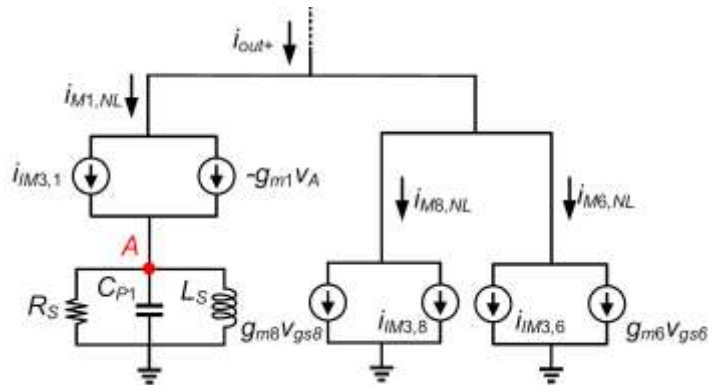 iout+
iM1,NL
iIM3,1
-gm1vA
iM8,NL
iM6,NL
A
RS
CP1
LS
gm8vgs8
iIM3,8
iIM3,6
gm6vgs6